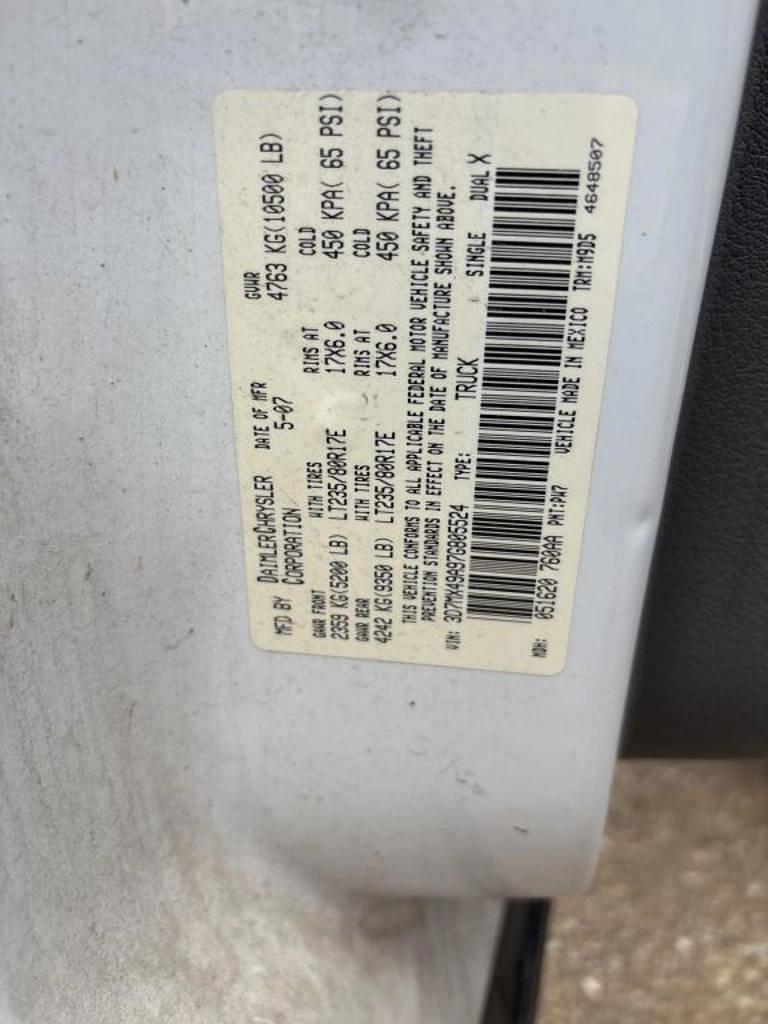 MFD BY DAIMLERCHRYSLER CORPORATION DATE OF MFR 5-07 GVWR 4763 KG(10500 LB)
GAWR FRONT WITH TIRES RIMS AT COLD
2359 KG(5200 LB) LT235/80R17E 17X6.0 450 KPA( 65 PSI)
GAWR REAR WITH TIRES RIMS AT COLD
4242 KG(9350 LB) LT235/80R17E 17X6.0 450 KPA( 65 PSI)
THIS VEHICLE CONFORMS TO ALL APPLICABLE FEDERAL MOTOR VEHICLE SAFETY AND THEFT
PREVENTION STANDARDS IN EFFECT ON THE DATE OF MANUFACTURE SHOWN ABOVE.
VIN: 3D7MX49A97G805524 TYPE: TRUCK SINGLE DUAL X
MDH: 051620 760AA PNT:PW7 VEHICLE MADE IN MEXICO TRM:M9D5 4648507